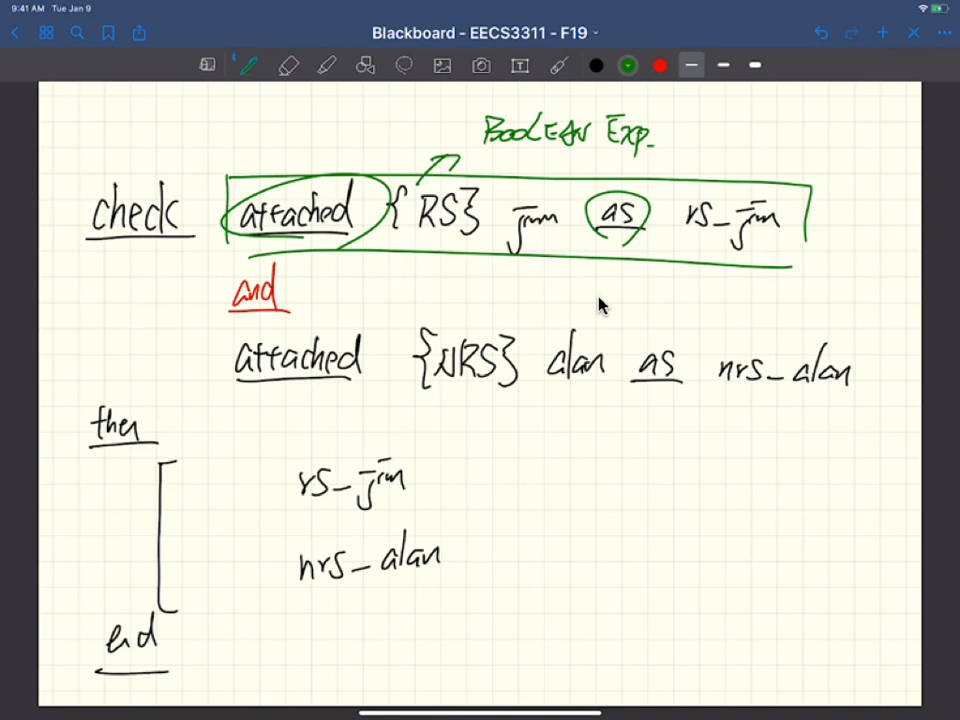 9:41 AM Tue Jan 9
Blackboard - EECS3311 - F19
Boolean Exp.
check attached {RS} jim as rs_jim
and
attached {NRS} alan as nrs_alan
then
rs_jim
nrs_alan
end